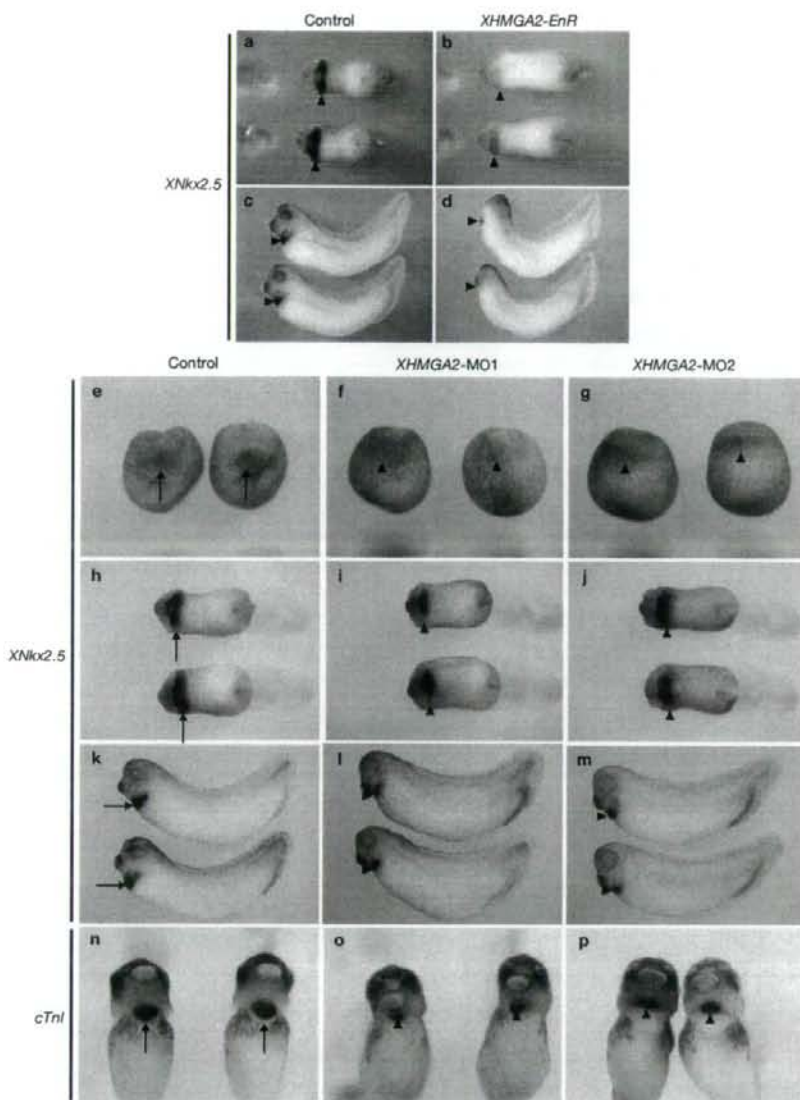 Control XHMGA2-EnR
a b
XNkx2.5
c d
Control XHMGA2-MO1 XHMGA2-MO2
e f g
h i j
XNkx2.5
k l m
n o p
cTnI